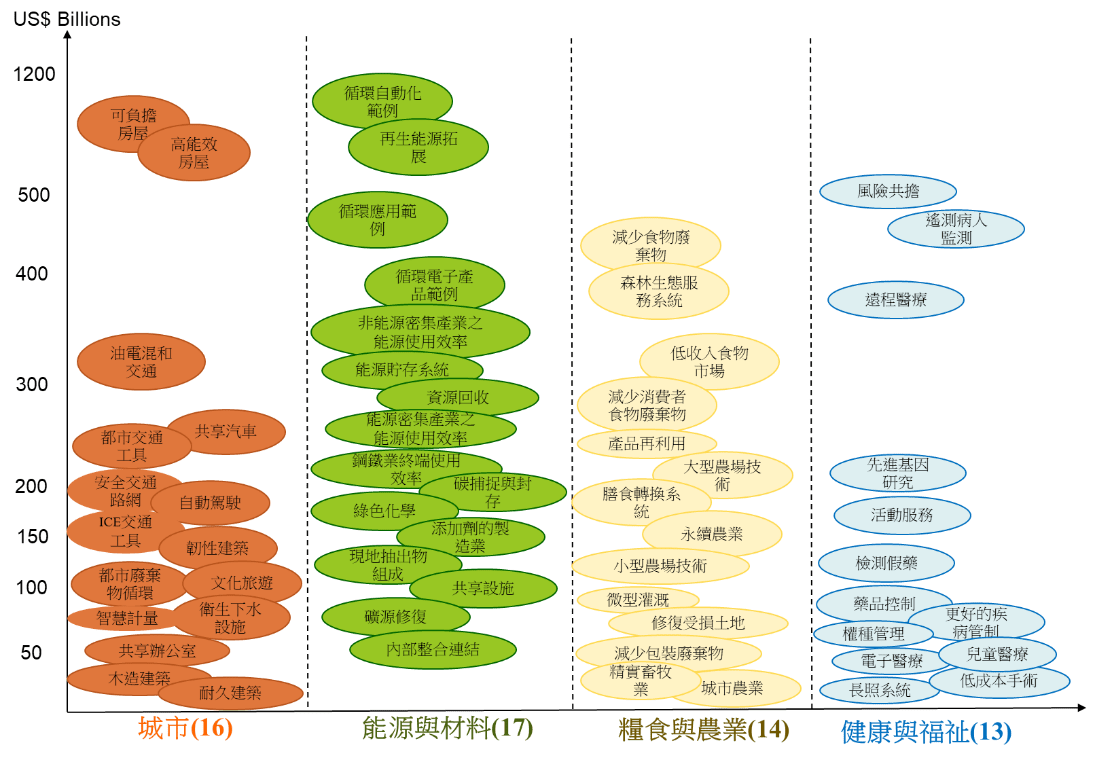 US$ Billions
1200
500
400
300
200
150
100
50
可負擔
房屋
高能效
房屋
油電混和
交通
共享汽車
都市交通
工具
安全交通
路網
自動駕駛
ICE交通
工具
韌性建築
都市廢棄
物循環
文化旅遊
智慧計量
衛生下水
設施
共享辦公室
木造建築
耐久建築
城市(16)
循環自動化
範例
再生能源拓
展
循環應用範
例
循環電子產
品範例
非能源密集產業之
能源使用效率
能源貯存系統
資源回收
能源密集產業之
能源使用效率
鋼鐵業終端使用
效率
碳捕捉與封
存
綠色化學
添加劑的製
造業
現地抽出物
組成
共享設施
礦源修復
內部整合連結
能源與材料(17)
減少食物廢
棄物
森林生態服
務系統
低收入食物
市場
減少消費者
食物廢棄物
產品再利用
大型農場技
術
膳食轉換系
統
永續農業
小型農場技術
微型灌溉
修復受損土地
減少包裝廢棄物
精實畜牧
業
城市農業
糧食與農業(14)
風險共擔
遙測病人
監測
遠程醫療
先進基因
研究
活動服務
檢測假藥
藥品控制
更好的疾
病管制
權種管理
兒童醫療
電子醫療
低成本手術
長照系統
健康與福祉(13)